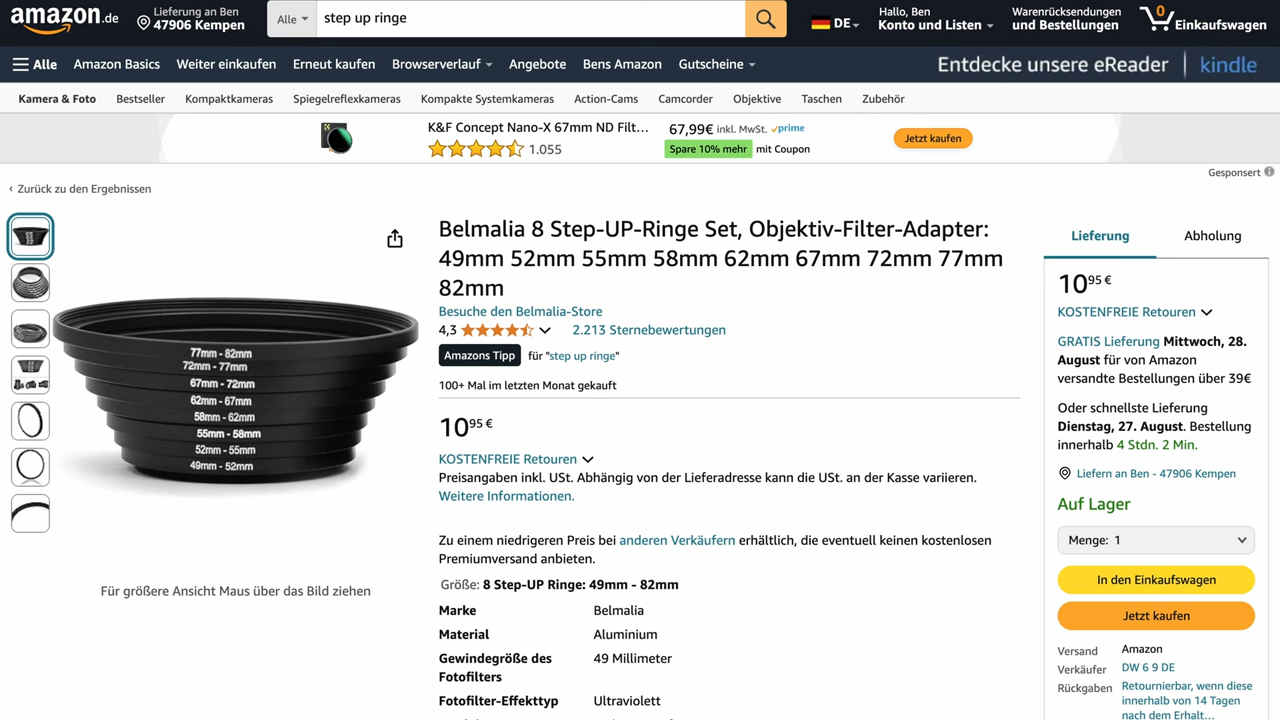 amazon.de
Lieferung an Ben
47906 Kempen
Alle
step up ringe
DE
Hallo, Ben
Konto und Listen
Warenrücksendungen
und Bestellungen
0
Einkaufswagen
Alle
Amazon Basics
Weiter einkaufen
Erneut kaufen
Browserverlauf
Angebote
Bens Amazon
Gutscheine
Entdecke unsere eReader
kindle
Kamera & Foto
Bestseller
Kompaktkameras
Spiegelreflexkameras
Kompakte Systemkameras
Action-Cams
Camcorder
Objektive
Taschen
Zubehör
K&F Concept Nano-X 67mm ND Filt...
1.055
67,99€ inkl. MwSt. prime
Spare 10% mehr mit Coupon
Jetzt kaufen
Gesponsert
‹ Zurück zu den Ergebnissen
77mm - 82mm
72mm - 77mm
67mm - 72mm
62mm - 67mm
58mm - 62mm
55mm - 58mm
52mm - 55mm
49mm - 52mm
Für größere Ansicht Maus über das Bild ziehen
Belmalia 8 Step-UP-Ringe Set, Objektiv-Filter-Adapter:
49mm 52mm 55mm 58mm 62mm 67mm 72mm 77mm
82mm
Besuche den Belmalia-Store
4,3
2.213 Sternebewertungen
Amazons Tipp für "step up ringe"
100+ Mal im letzten Monat gekauft
1095 €
KOSTENFREIE Retouren
Preisangaben inkl. USt. Abhängig von der Lieferadresse kann die USt. an der Kasse variieren.
Weitere Informationen.
Zu einem niedrigeren Preis bei anderen Verkäufern erhältlich, die eventuell keinen kostenlosen
Premiumversand anbieten.
Größe: 8 Step-UP Ringe: 49mm - 82mm
Marke Belmalia
Material Aluminium
Gewindegröße des 49 Millimeter
Fotofilters
Fotofilter-Effekttyp Ultraviolett
Lieferung
Abholung
1095 €
KOSTENFREIE Retouren
GRATIS Lieferung Mittwoch, 28.
August für von Amazon
versandte Bestellungen über 39€
Oder schnellste Lieferung
Dienstag, 27. August. Bestellung
innerhalb 4 Stdn. 2 Min.
Liefern an Ben - 47906 Kempen
Auf Lager
Menge: 1
In den Einkaufswagen
Jetzt kaufen
Versand Amazon
Verkäufer DW 6 9 DE
Rückgaben Retournierbar, wenn diese
innerhalb von 14 Tagen
nach dem Erhalt...